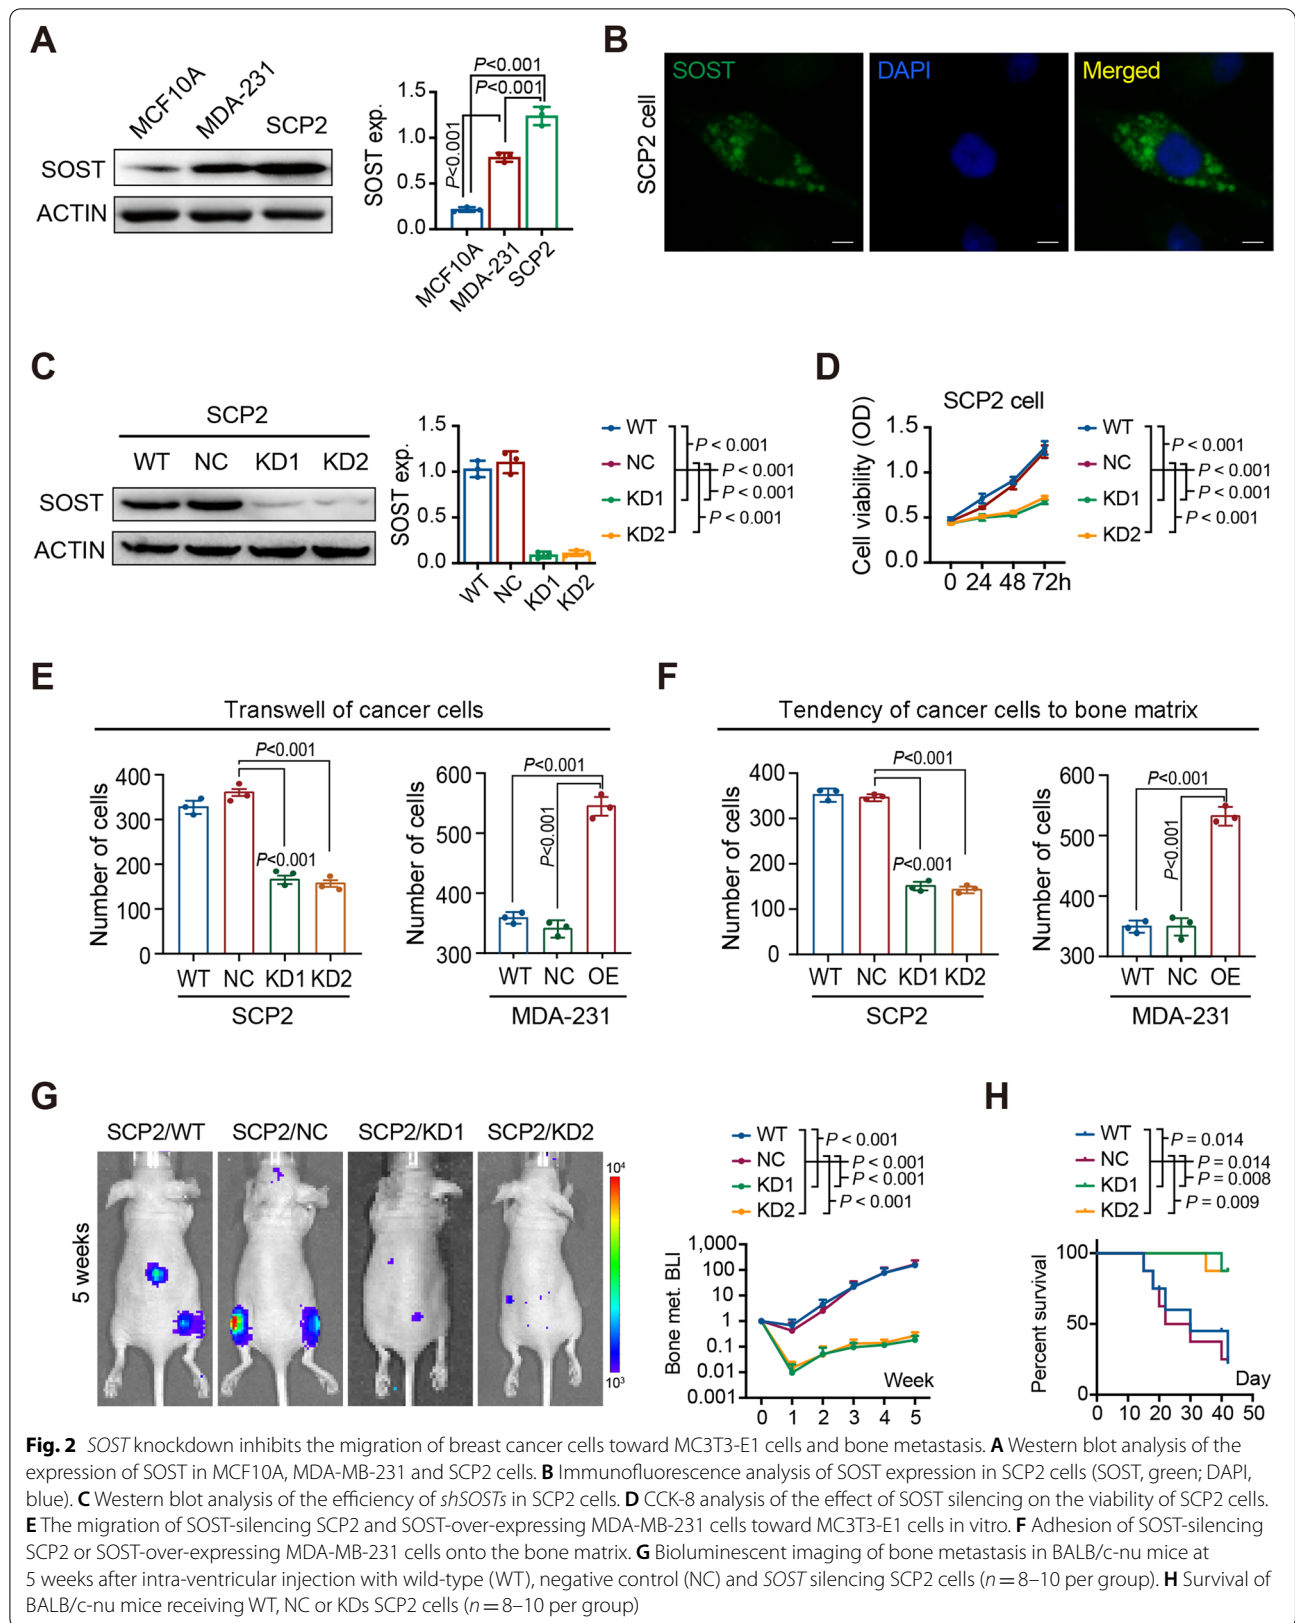 A
MCF10A
MDA-231
SCP2
SOST
ACTIN
SOST exp.
1.5
1.0
0.5
0.0
P<0.001
P<0.001
P<0.001
MCF10A
MDA-231
SCP2
B
SCP2 cell
SOST
DAPI
Merged
C
SCP2
WT NC KD1 KD2
SOST
ACTIN
SOST exp.
1.5
1.0
0.5
0.0
WT
NC
KD1
KD2
WT
NC
KD1
KD2
P < 0.001
P < 0.001
P < 0.001
P < 0.001
D
SCP2 cell
Cell viability (OD)
1.5
1.0
0.5
0.0
0 24 48 72h
WT
NC
KD1
KD2
P < 0.001
P < 0.001
P < 0.001
P < 0.001
E
Transwell of cancer cells
Number of cells
400
300
200
100
0
P<0.001
P<0.001
WT NC KD1 KD2
SCP2
Number of cells
600
500
400
300
P<0.001
P<0.001
WT NC OE
MDA-231
F
Tendency of cancer cells to bone matrix
Number of cells
400
300
200
100
0
P<0.001
P<0.001
WT NC KD1 KD2
SCP2
Number of cells
600
500
400
300
P<0.001
P<0.001
WT NC OE
MDA-231
G
SCP2/WT SCP2/NC SCP2/KD1 SCP2/KD2
5 weeks
10⁴
10³
WT
NC
KD1
KD2
P < 0.001
P < 0.001
P < 0.001
P < 0.001
Bone met. BLI
1,000
100
10
1
0.1
0.01
0.001
Week
0 1 2 3 4 5
H
WT
NC
KD1
KD2
P = 0.014
P = 0.014
P = 0.008
P = 0.009
Percent survival
100
50
0
Day
0 10 20 30 40 50
Fig. 2 SOST knockdown inhibits the migration of breast cancer cells toward MC3T3-E1 cells and bone metastasis. A Western blot analysis of the
expression of SOST in MCF10A, MDA-MB-231 and SCP2 cells. B Immunofluorescence analysis of SOST expression in SCP2 cells (SOST, green; DAPI,
blue). C Western blot analysis of the efficiency of shSOSTs in SCP2 cells. D CCK-8 analysis of the effect of SOST silencing on the viability of SCP2 cells.
E The migration of SOST-silencing SCP2 and SOST-over-expressing MDA-MB-231 cells toward MC3T3-E1 cells in vitro. F Adhesion of SOST-silencing
SCP2 or SOST-over-expressing MDA-MB-231 cells onto the bone matrix. G Bioluminescent imaging of bone metastasis in BALB/c-nu mice at
5 weeks after intra-ventricular injection with wild-type (WT), negative control (NC) and SOST silencing SCP2 cells (n = 8–10 per group). H Survival of
BALB/c-nu mice receiving WT, NC or KDs SCP2 cells (n = 8–10 per group)